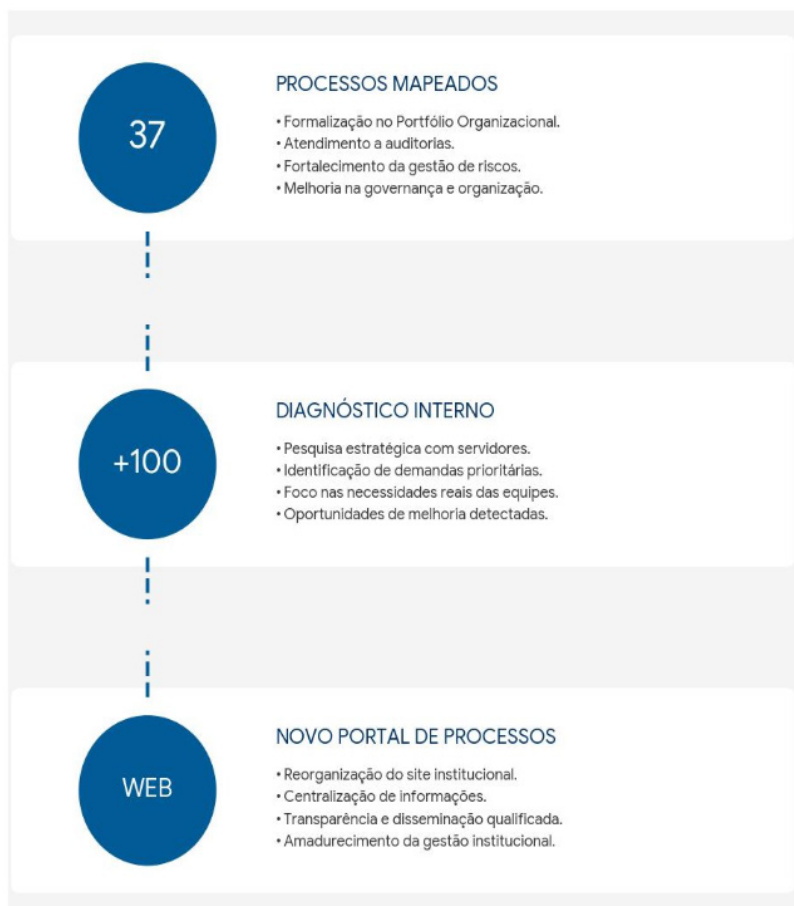 37
PROCESSOS MAPEADOS
• Formalização no Portfólio Organizacional.
• Atendimento a auditorias.
• Fortalecimento da gestão de riscos.
• Melhoria na governança e organização.
+100
DIAGNÓSTICO INTERNO
• Pesquisa estratégica com servidores.
• Identificação de demandas prioritárias.
• Foco nas necessidades reais das equipes.
• Oportunidades de melhoria detectadas.
WEB
NOVO PORTAL DE PROCESSOS
• Reorganização do site institucional.
• Centralização de informações.
• Transparência e disseminação qualificada.
• Amadurecimento da gestão institucional.